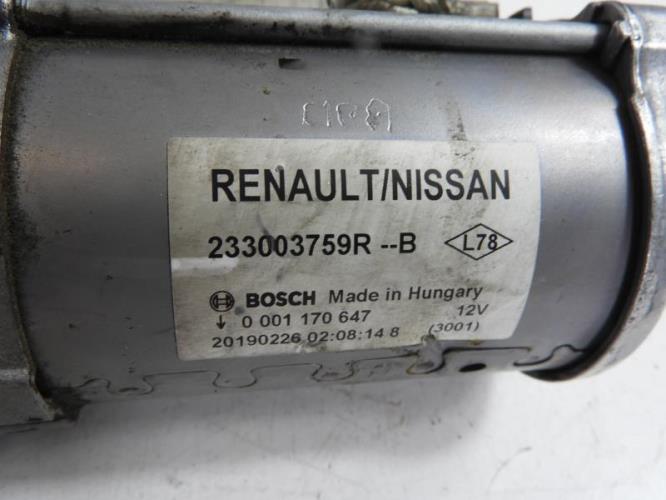 RENAULT/NISSAN
233003759R --B L78
BOSCH Made in Hungary
↓ 0 001 170 647 12V
20190226 02:08:14 8 (3001)